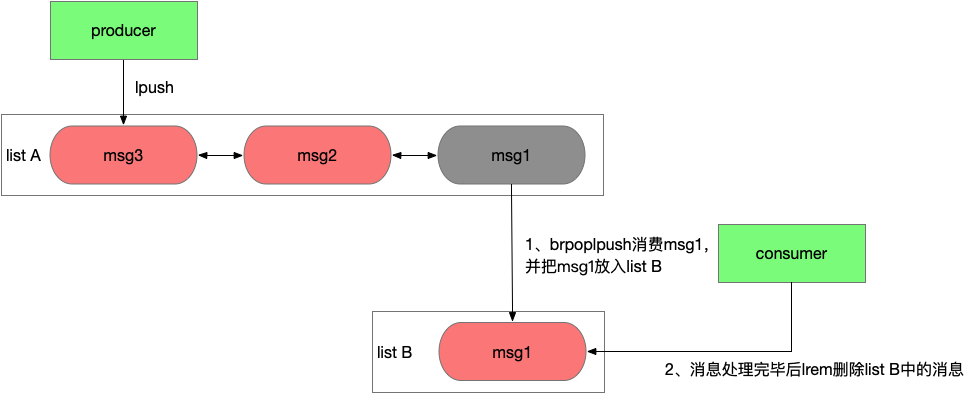 producer
lpush
list A
msg3
msg2
msg1
1、brpoplpush消费msg1，
并把msg1放入list B
consumer
list B
msg1
2、消息处理完毕后lrem删除list B中的消息